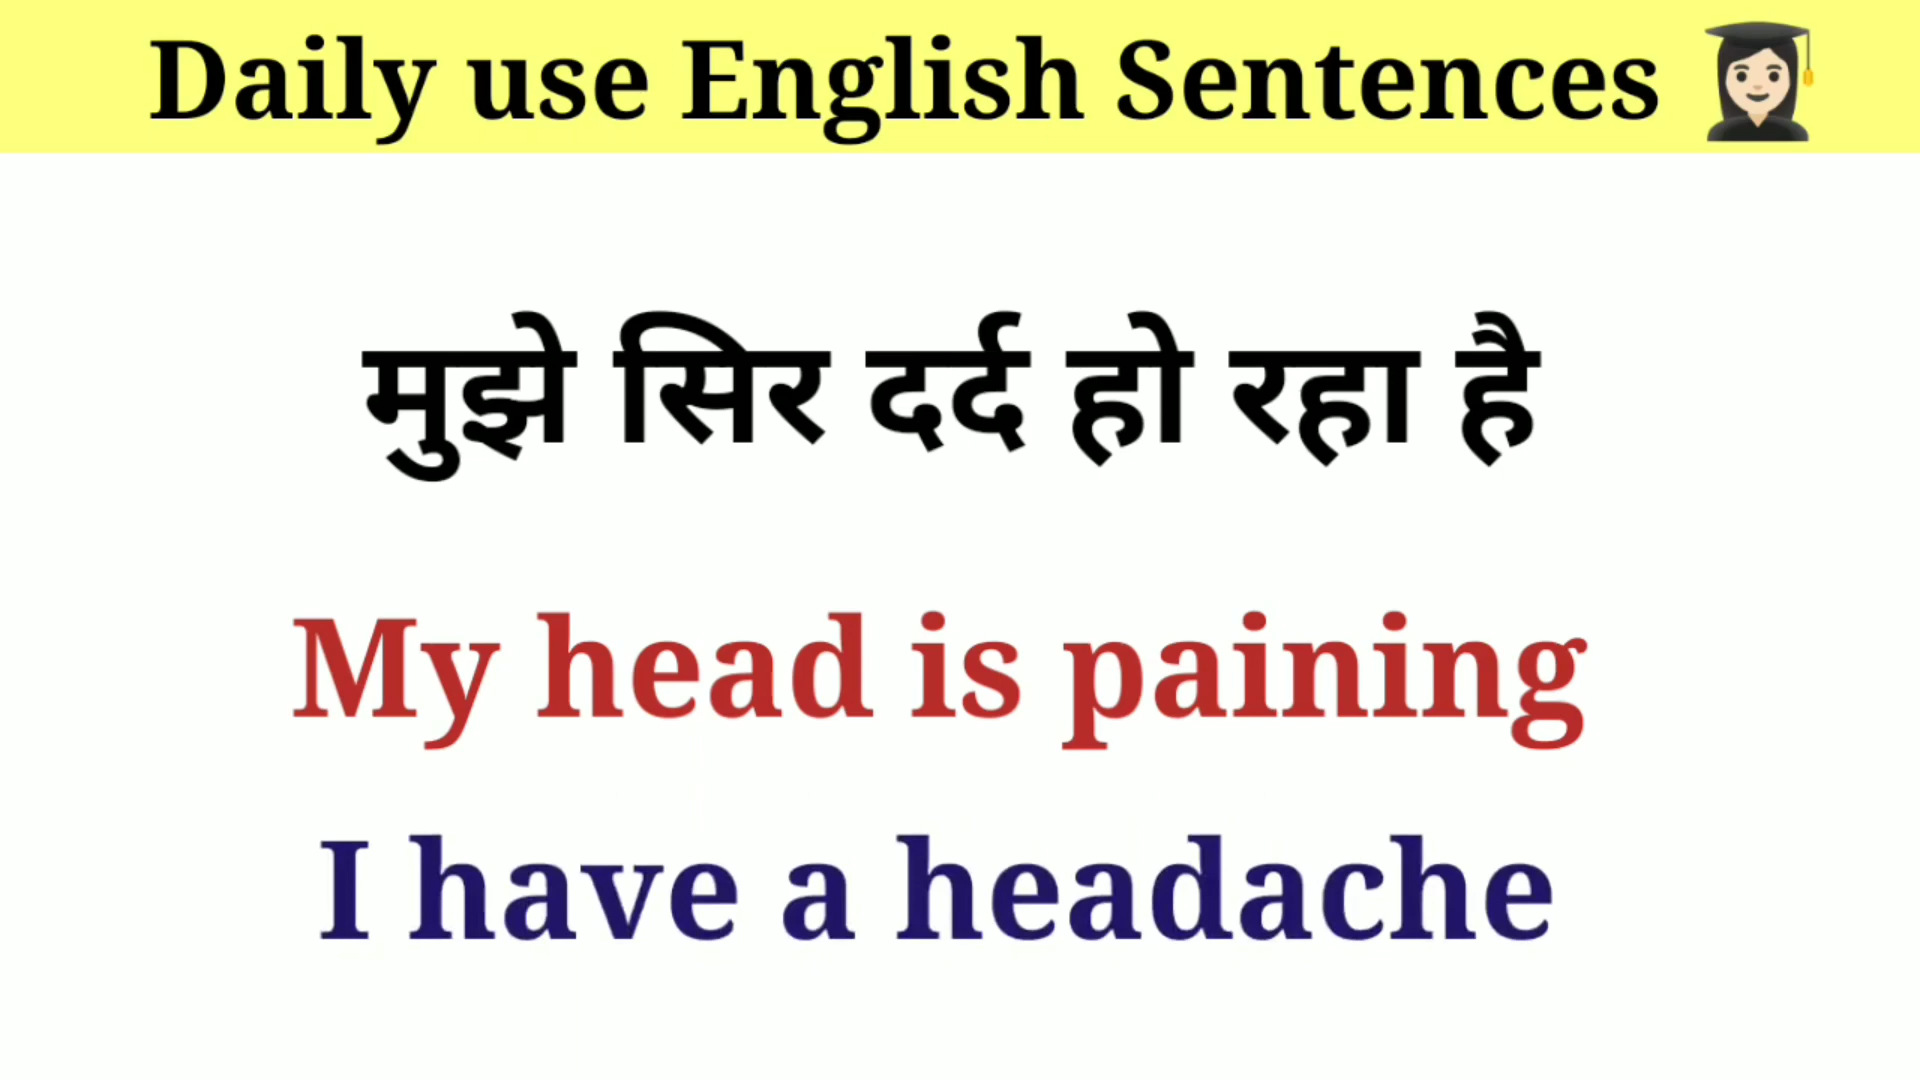 Daily use English Sentences 👩🏻‍🎓
मुझे सिर दर्द हो रहा है
My head is paining
I have a headache